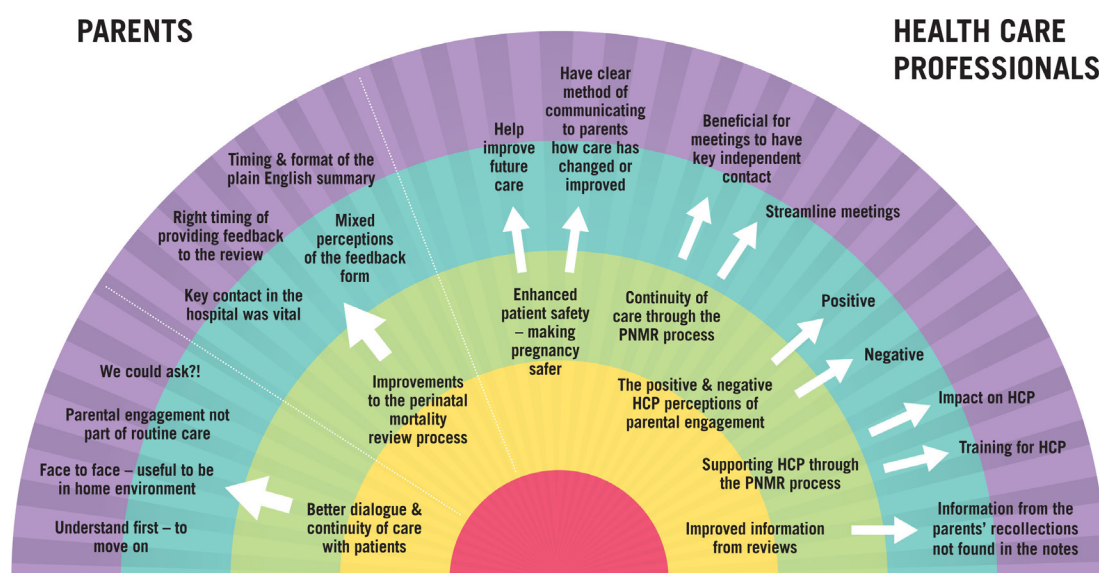 PARENTS
HEALTH CARE
PROFESSIONALS
Timing & format of the
plain English summary
Right timing of
providing feedback
to the review
Mixed
perceptions
of the feedback
form
Key contact in the
hospital was vital
We could ask?!
Parental engagement not
part of routine care
Face to face – useful to be
in home environment
Understand first – to
move on
Improvements
to the perinatal
mortality
review process
Better dialogue &
continuity of care
with patients
Help
improve
future
care
Have clear
method of
communicating
to parents
how care has
changed or
improved
Enhanced
patient safety
– making
pregnancy
safer
Beneficial for
meetings to have
key independent
contact
Streamline meetings
Continuity of
care through the
PNMR process
Positive
Negative
The positive & negative
HCP perceptions of
parental engagement
Impact on HCP
Training for HCP
Supporting HCP through
the PNMR process
Improved information
from reviews
Information from the
parents’ recollections
not found in the notes